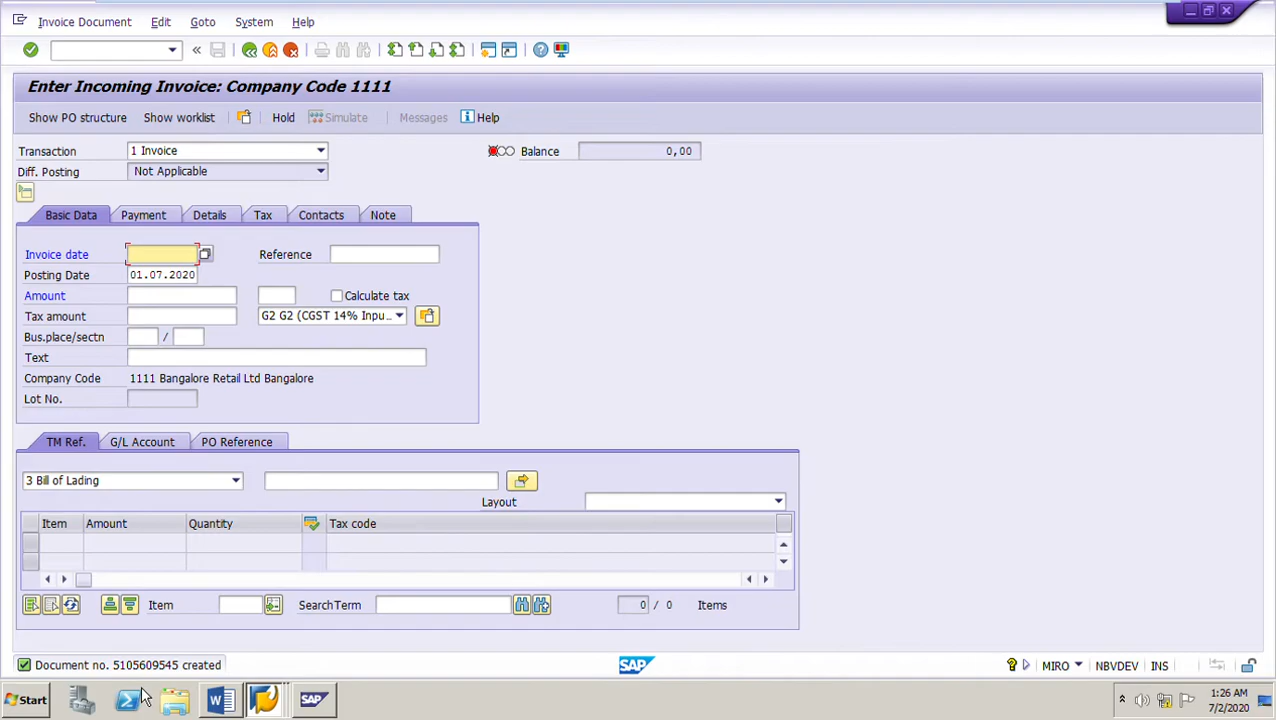 Invoice Document Edit Goto System Help
Enter Incoming Invoice: Company Code 1111
Show PO structure Show worklist Hold Simulate Messages Help
Transaction 1 Invoice Balance 0,00
Diff. Posting Not Applicable
Basic Data Payment Details Tax Contacts Note
Invoice date Reference
Posting Date 01.07.2020
Amount Calculate tax
Tax amount G2 G2 (CGST 14% Inpu...
Bus.place/sectn /
Text
Company Code 1111 Bangalore Retail Ltd Bangalore
Lot No.
TM Ref. G/L Account PO Reference
3 Bill of Lading
Layout
Item Amount Quantity Tax code
Item SearchTerm 0 / 0 Items
Document no. 5105609545 created SAP MIRO NBVDEV INS
Start SAP 1:26 AM
7/2/2020